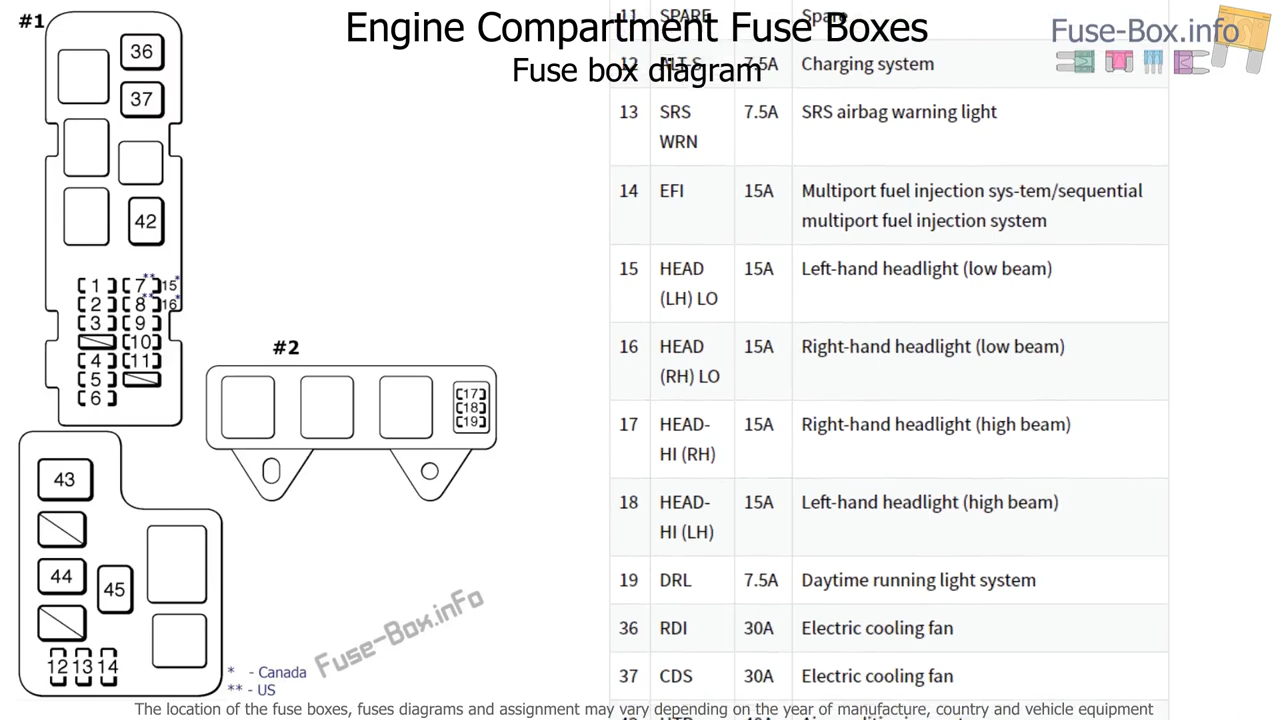 #1
Engine Compartment Fuse Boxes
Fuse box diagram
Fuse-Box.info
36
37
42
1 7 ** 15 *
2 8 ** 16 *
3 9
10
4 11
5
6
#2
17
18
19
43
44
45
12 13 14
Fuse-Box.info
* - Canada
** - US
11 SPARE Spare
12 ALT-S 7.5A Charging system
13 SRS 7.5A SRS airbag warning light
WRN
14 EFI 15A Multiport fuel injection sys-tem/sequential
multiport fuel injection system
15 HEAD 15A Left-hand headlight (low beam)
(LH) LO
16 HEAD 15A Right-hand headlight (low beam)
(RH) LO
17 HEAD- 15A Right-hand headlight (high beam)
HI (RH)
18 HEAD- 15A Left-hand headlight (high beam)
HI (LH)
19 DRL 7.5A Daytime running light system
36 RDI 30A Electric cooling fan
37 CDS 30A Electric cooling fan
The location of the fuse boxes, fuses diagrams and assignment may vary depending on the year of manufacture, country and vehicle equipment